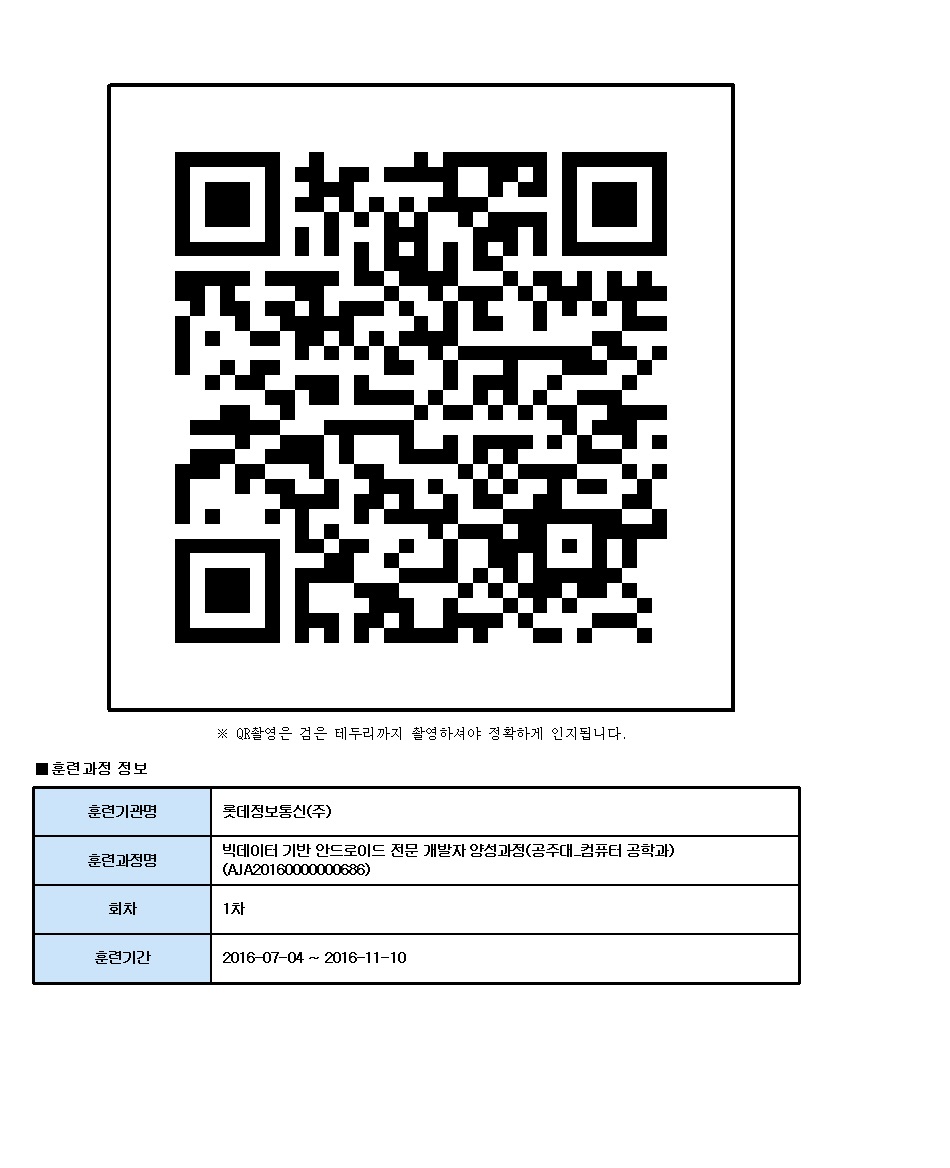 ※ QR촬영은 검은 테두리까지 촬영하셔야 정확하게 인지됩니다.
■훈련과정 정보
훈련기관명 롯데정보통신(주)
훈련과정명 빅데이터 기반 안드로이드 전문 개발자 양성과정(공주대_컴퓨터 공학과)
(AJA20160000000686)
회차 1차
훈련기간 2016-07-04 ~ 2016-11-10